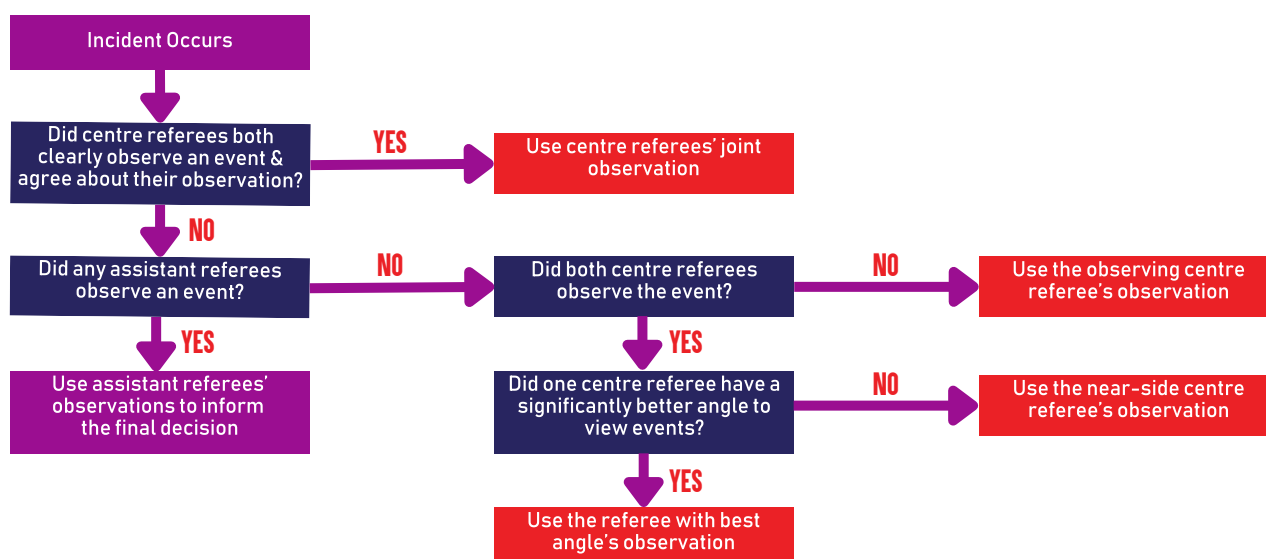 Incident Occurs
Did centre referees both
clearly observe an event &
agree about their observation?
YES
Use centre referees' joint
observation
NO
Did any assistant referees
observe an event?
NO
Did both centre referees
observe the event?
NO
Use the observing centre
referee's observation
YES
Use assistant referees'
observations to inform
the final decision
YES
Did one centre referee have a
significantly better angle to
view events?
NO
Use the near-side centre
referee's observation
YES
Use the referee with best
angle's observation